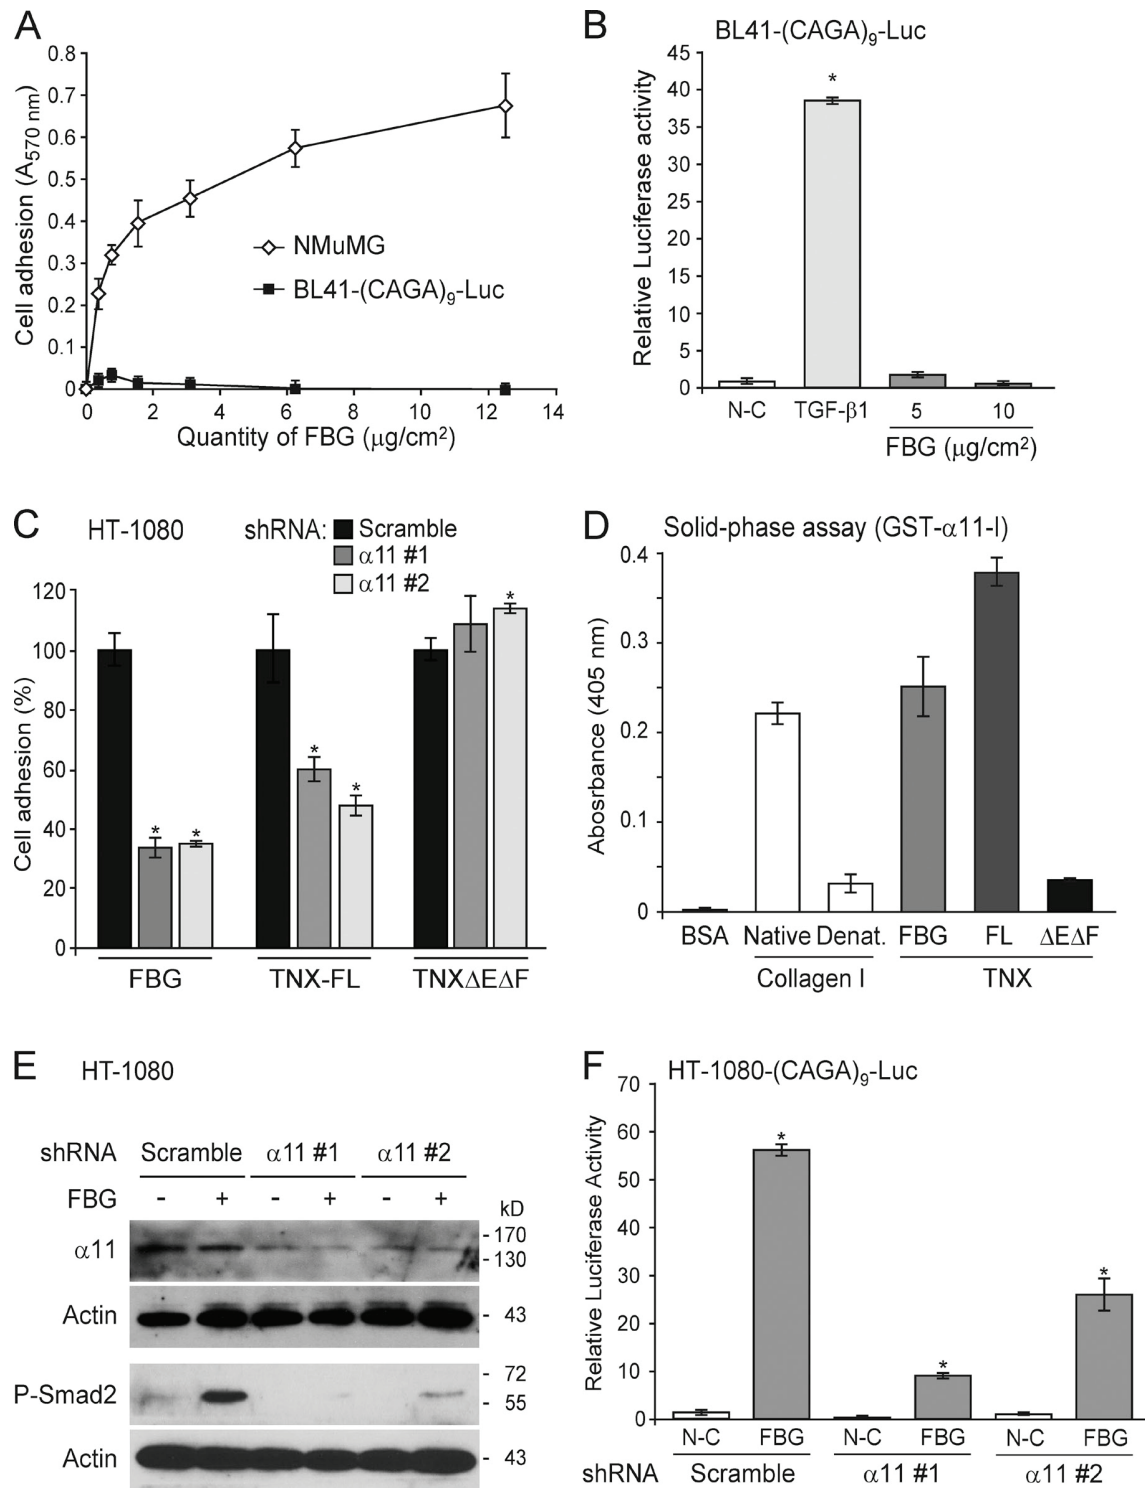 A
0.8
0.7
0.6
0.5
0.4
0.3
0.2
0.1
0
Cell adhesion (A570 nm)
NMuMG
BL41-(CAGA)9-Luc
0 2 4 6 8 10 12 14
Quantity of FBG (μg/cm2)
B BL41-(CAGA)9-Luc
45
40
35
30
25
20
15
10
5
0
Relative Luciferase activity
*
N-C TGF-β1 5 10
FBG (μg/cm2)
C HT-1080 shRNA: Scramble
α11 #1
α11 #2
120
100
80
60
40
20
0
Cell adhesion (%)
* * * * *
FBG TNX-FL TNXΔEΔF
D Solid-phase assay (GST-α11-I)
0.4
0.3
0.2
0.1
0
Abosrbance (405 nm)
BSA Native Denat. FBG FL ΔEΔF
Collagen I TNX
E HT-1080
shRNA Scramble α11 #1 α11 #2
FBG - + - + - +
kD
α11
- 170
- 130
Actin - 43
P-Smad2
- 72
- 55
Actin - 43
F HT-1080-(CAGA)9-Luc
70
60
50
40
30
20
10
0
Relative Luciferase Activity
* * *
N-C FBG N-C FBG N-C FBG
shRNA Scramble α11 #1 α11 #2